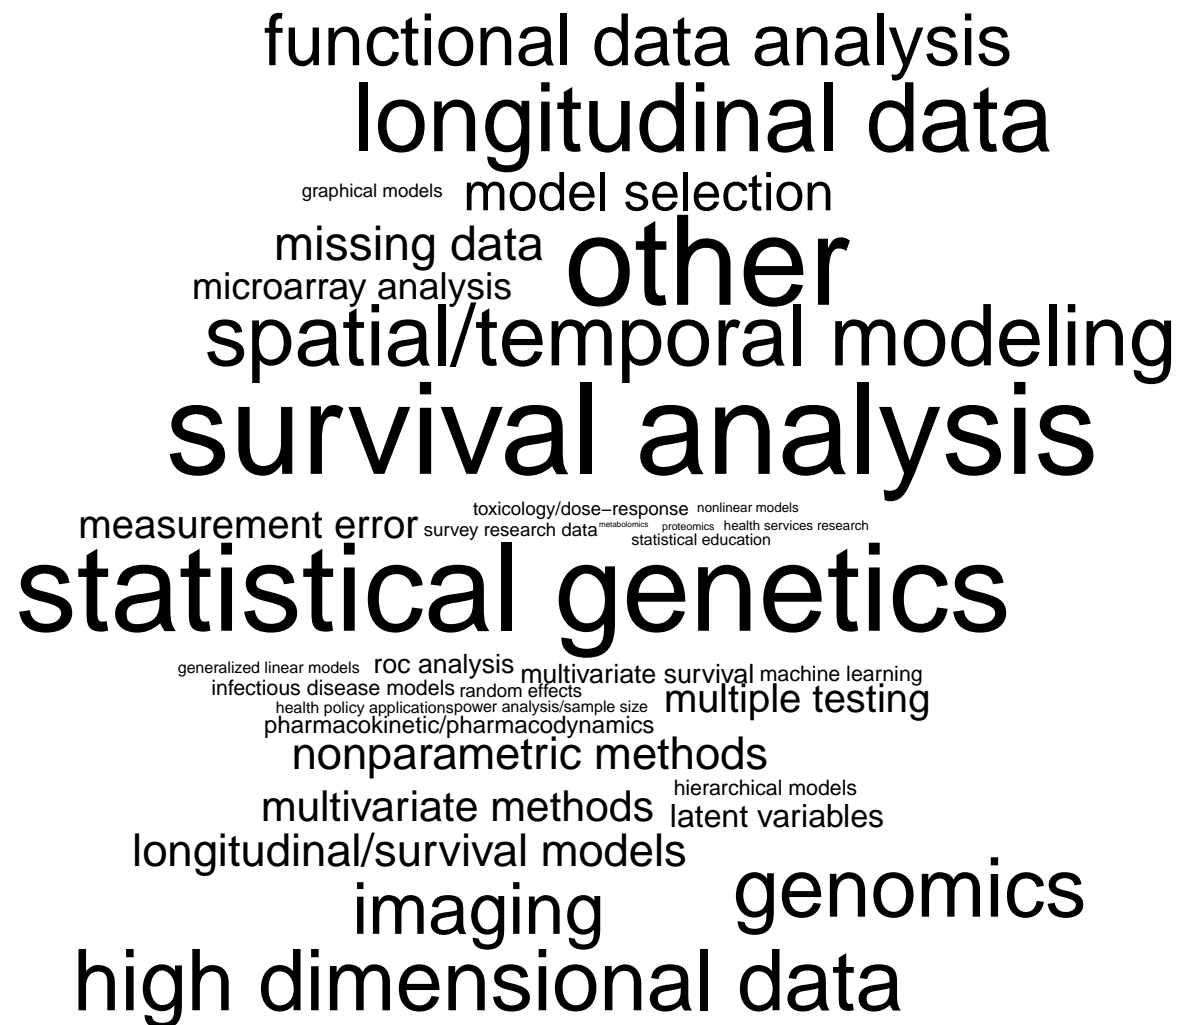 functional data analysis
longitudinal data
graphical models model selection
missing data other
microarray analysis
spatial/temporal modeling
survival analysis
toxicology/dose−response nonlinear models
measurement error survey research data metabolomics proteomics health services research
statistical education
statistical genetics
generalized linear models roc analysis multivariate survival machine learning
infectious disease models random effects multiple testing
health policy applications power analysis/sample size
pharmacokinetic/pharmacodynamics
nonparametric methods
hierarchical models
multivariate methods latent variables
longitudinal/survival models
imaging genomics
high dimensional data